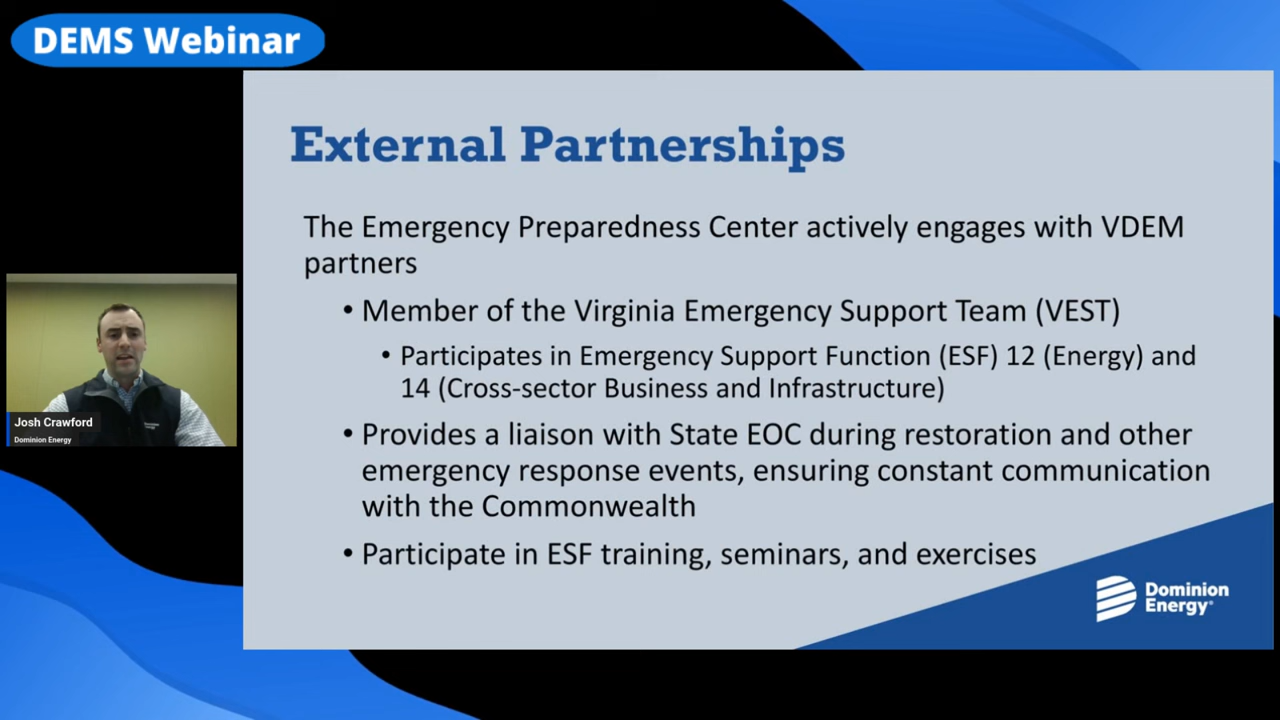 DEMS Webinar
External Partnerships
The Emergency Preparedness Center actively engages with VDEM
partners
• Member of the Virginia Emergency Support Team (VEST)
• Participates in Emergency Support Function (ESF) 12 (Energy) and
14 (Cross-sector Business and Infrastructure)
• Provides a liaison with State EOC during restoration and other
emergency response events, ensuring constant communication
with the Commonwealth
• Participate in ESF training, seminars, and exercises
Josh Crawford
Dominion Energy
Dominion
Energy®